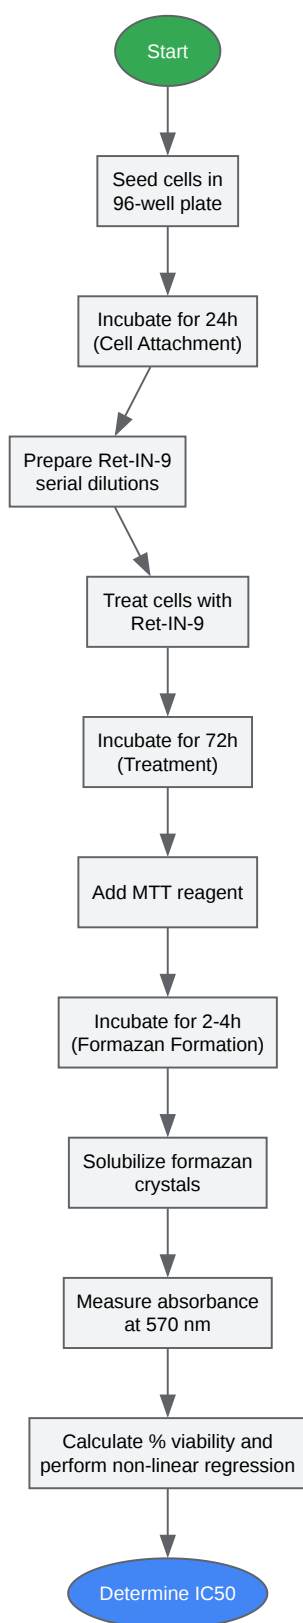 Start
Seed cells in
96-well plate
Incubate for 24h
(Cell Attachment)
Prepare Ret-IN-9
serial dilutions
Treat cells with
Ret-IN-9
Incubate for 72h
(Treatment)
Add MTT reagent
Incubate for 2-4h
(Formazan Formation)
Solubilize formazan
crystals
Measure absorbance
at 570 nm
Calculate % viability and
perform non-linear regression
Determine IC50